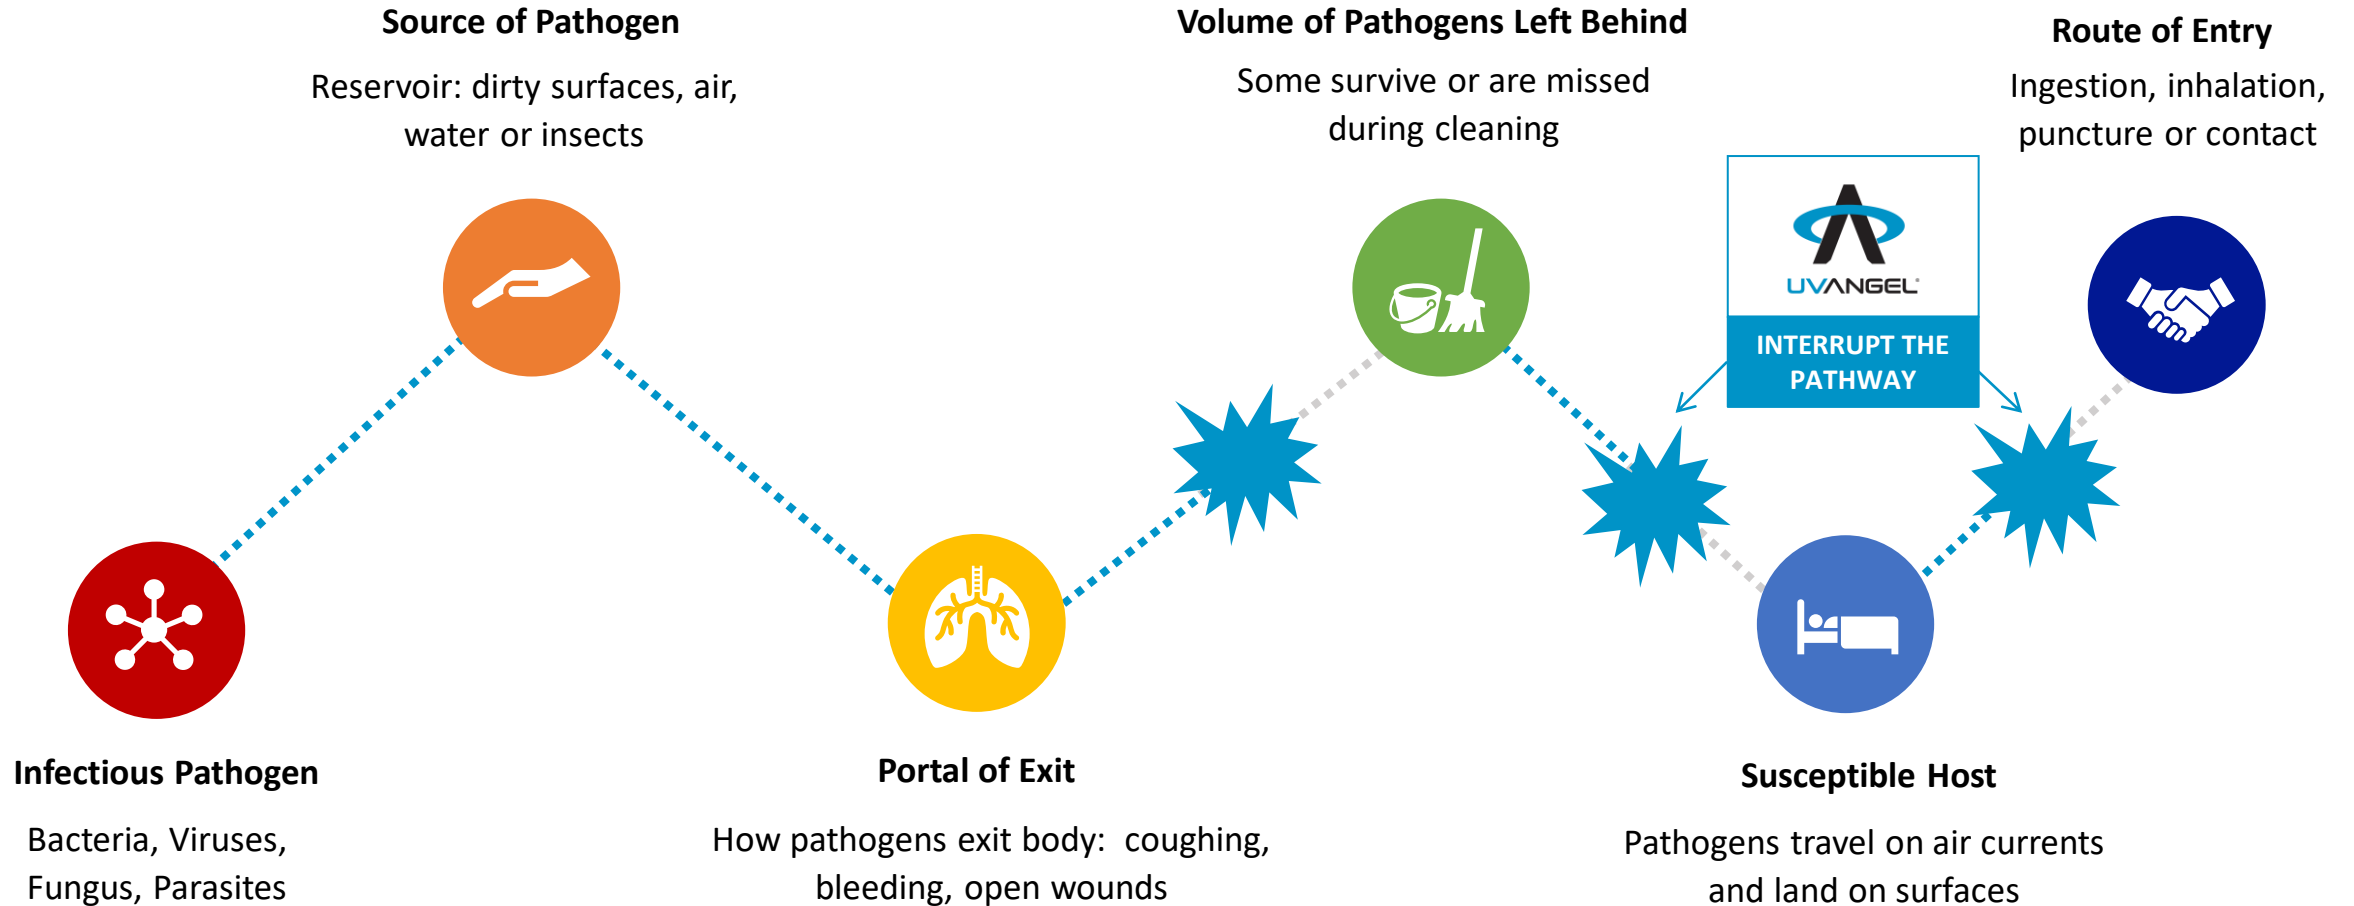 Source of Pathogen
Reservoir: dirty surfaces, air,
water or insects
Volume of Pathogens Left Behind
Some survive or are missed
during cleaning
Route of Entry
Ingestion, inhalation,
puncture or contact
UVANGEL®
INTERRUPT THE
PATHWAY
Infectious Pathogen
Bacteria, Viruses,
Fungus, Parasites
Portal of Exit
How pathogens exit body:  coughing,
bleeding, open wounds
Susceptible Host
Pathogens travel on air currents
and land on surfaces